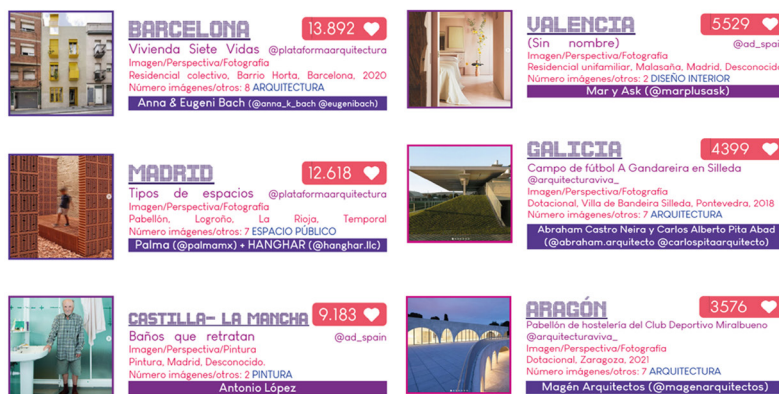 BARCELONA 13.892
Vivienda Siete Vidas @plataformaarquitectura
Imagen/Perspectiva/Fotografía
Residencial colectivo, Barrio Horta, Barcelona, 2020
Número imágenes/otros: 8 ARQUITECTURA
Anna & Eugeni Bach (@anna_k_bach @eugenibach)
MADRID 12.618
Tipos de espacios @plataformaarquitectura
Imagen/Perspectiva/Fotografía
Pabellón, Logroño, La Rioja, Temporal
Número imágenes/otros: 7 ESPACIO PÚBLICO
Palma (@palmamx) + HANGHAR (@hanghar.llc)
CASTILLA- LA MANCHA 9.183
Baños que retratan @ad_spain
Imagen/Perspectiva/Pintura
Pintura, Madrid, Desconocido.
Número imágenes/otros: 2 PINTURA
Antonio López
VALENCIA 5529
(Sin nombre) @ad_spai
Imagen/Perspectiva/Fotografía
Residencial unifamiliar, Malasaña, Madrid, Desconocid
Número imágenes/otros: 2 DISEÑO INTERIOR
Mar y Ask (@marplusask)
GALICIA 4399
Campo de fútbol A Gandareira en Silleda
@arquitecturaviva_
Imagen/Perspectiva/Fotografía
Dotacional, Villa de Bandeira Silleda, Pontevedra, 2018
Número imágenes/otros: 7 ARQUITECTURA
Abraham Castro Neira y Carlos Alberto Pita Abad
(@abraham.arquitecto @carlospitaarquitecto)
ARAGÓN 3576
Pabellón de hostelería del Club Deportivo Miralbueno
@arquitecturaviva_
Imagen/Perspectiva/Fotografía
Dotacional, Zaragoza, 2021
Número imágenes/otros: 7 ARQUITECTURA
Magén Arquitectos (@magenarquitectos)